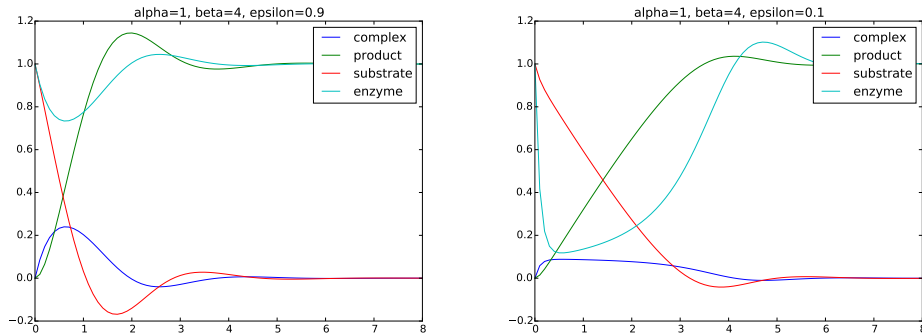 alpha=1, beta=4, epsilon=0.9
1.2
1.0
0.8
0.6
0.4
0.2
0.0
−0.2
0 1 2 3 4 5 6 7 8
complex
product
substrate
enzyme
alpha=1, beta=4, epsilon=0.1
1.2
1.0
0.8
0.6
0.4
0.2
0.0
−0.2
0 1 2 3 4 5 6 7 8
complex
product
substrate
enzyme